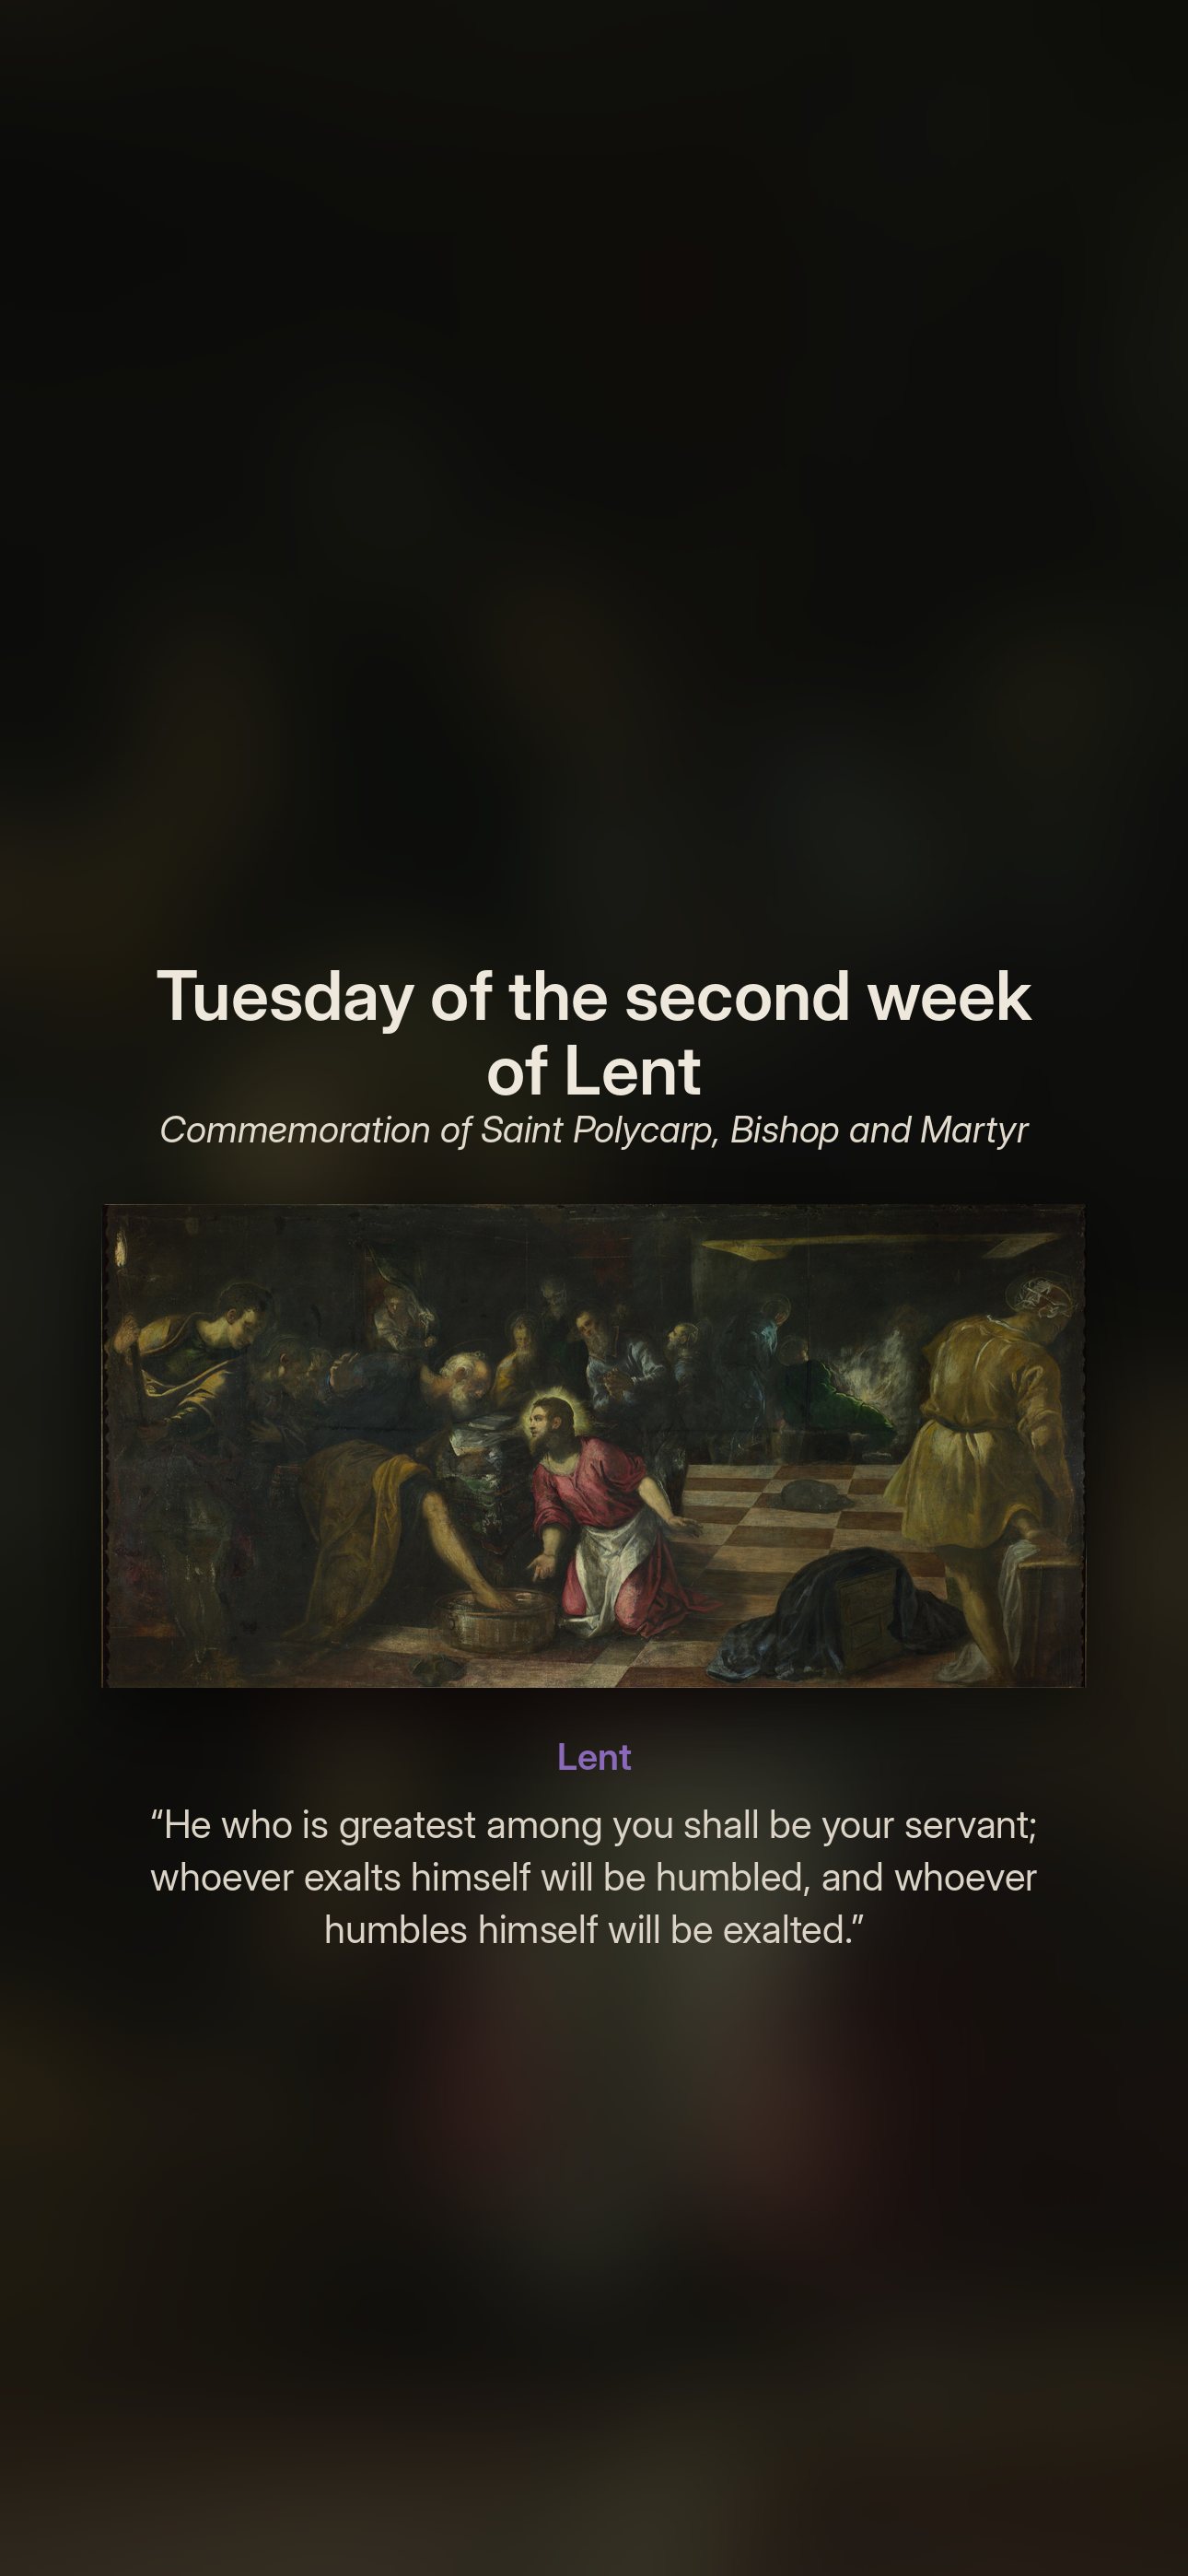 Tuesday of the second week
of Lent
Commemoration of Saint Polycarp, Bishop and Martyr
Lent
“He who is greatest among you shall be your servant;
whoever exalts himself will be humbled, and whoever
humbles himself will be exalted.”